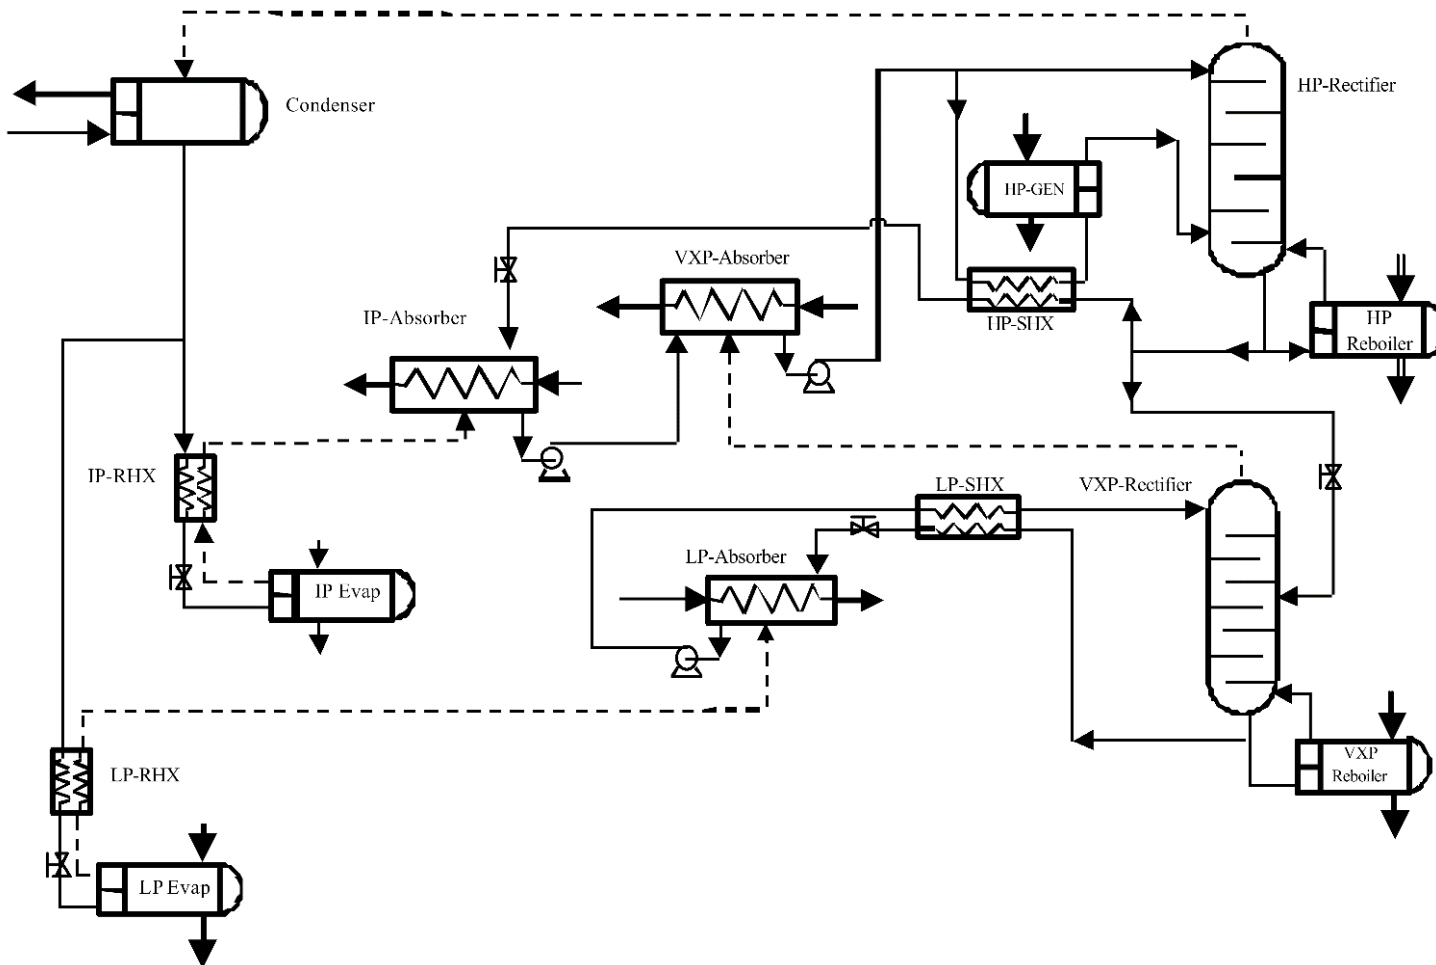 HP-Rectifier
Condenser
HP-GEN
VXP-Absorber
IP-Absorber
HP-SHX
HP
Reboiler
IP-RHX
LP-SHX
VXP-Rectifier
LP-Absorber
IP Evap
LP-RHX
VXP
Reboiler
LP Evap